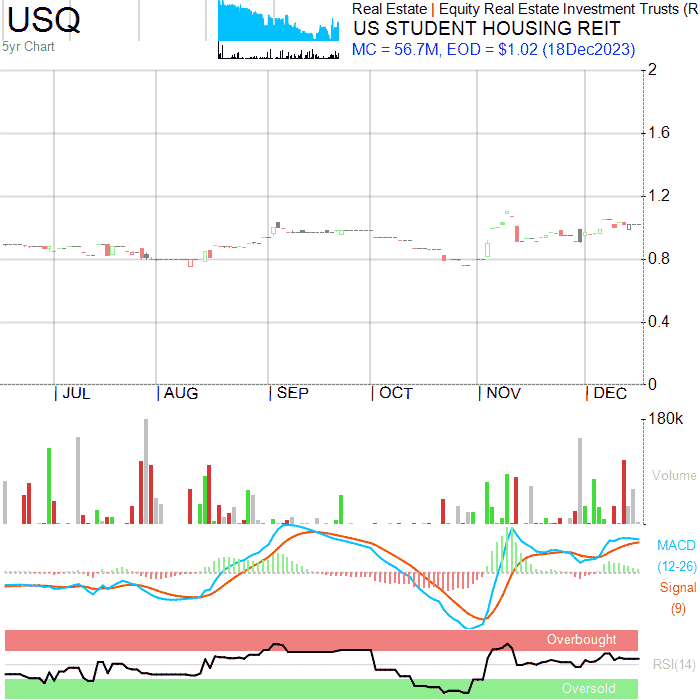 USQ
5yr Chart
Real Estate | Equity Real Estate Investment Trusts (R
US STUDENT HOUSING REIT
MC = 56.7M, EOD = $1.02 (18Dec2023)
2
1.6
1.2
0.8
0.4
0
| JUL | AUG | SEP | OCT | NOV | DEC
180k
Volume
MACD
(12-26)
Signal
(9)
Overbought
RSI(14)
Oversold